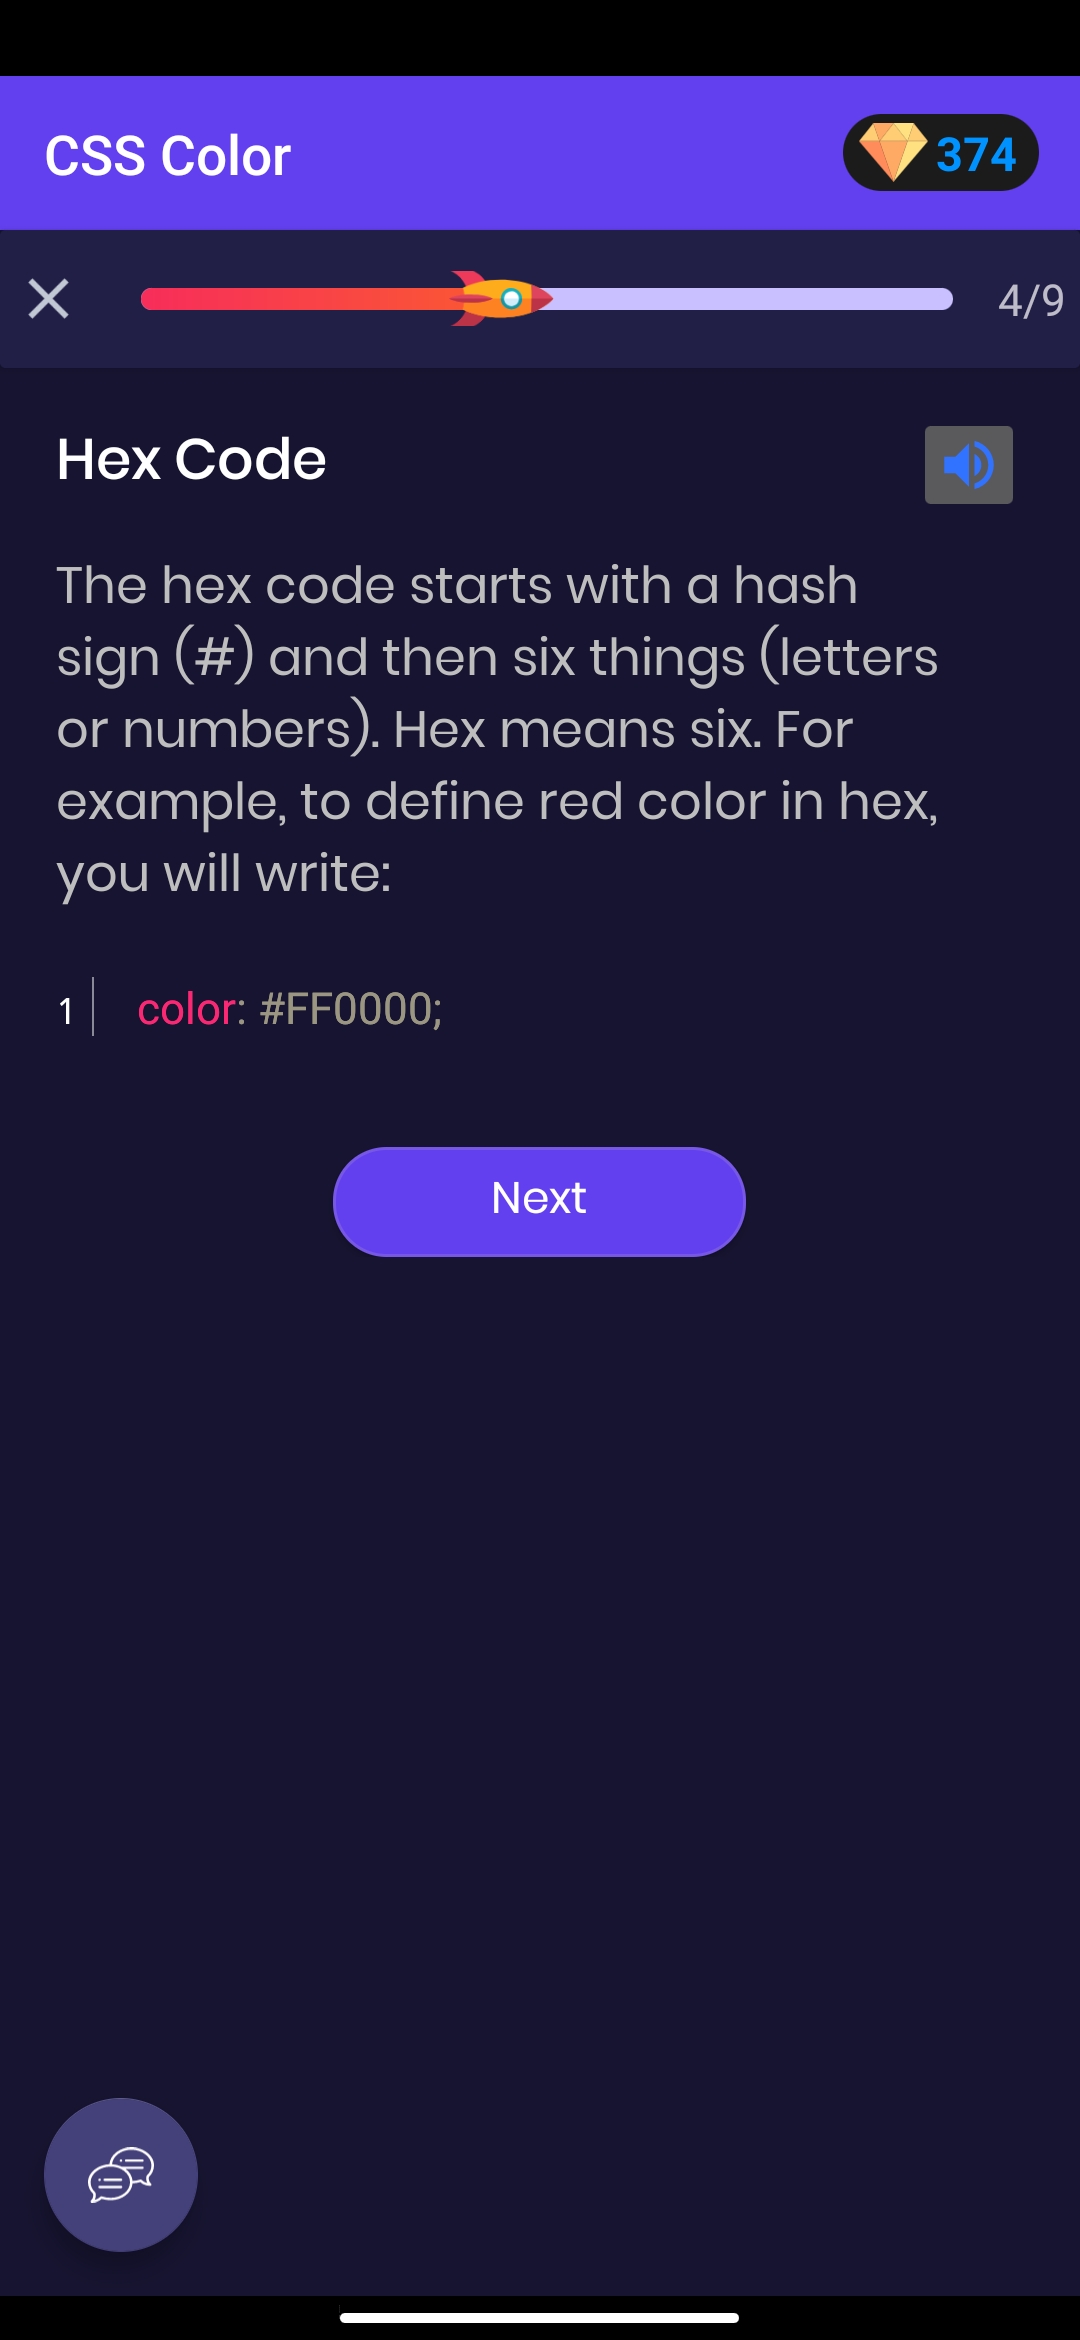 CSS Color
374
4/9
Hex Code
The hex code starts with a hash
sign (#) and then six things (letters
or numbers). Hex means six. For
example, to define red color in hex,
you will write:
1 color: #FF0000;
Next